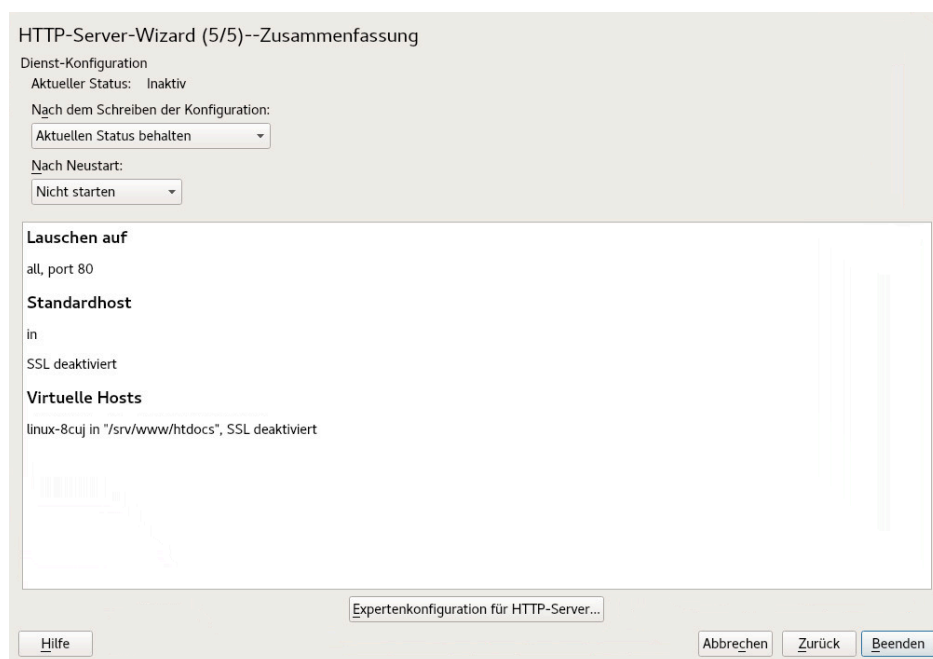 HTTP-Server-Wizard (5/5)--Zusammenfassung
Dienst-Konfiguration
Aktueller Status: Inaktiv
Nach dem Schreiben der Konfiguration:
Aktuellen Status behalten
Nach Neustart:
Nicht starten
Lauschen auf
all, port 80
Standardhost
in
SSL deaktiviert
Virtuelle Hosts
linux-8cuj in "/srv/www/htdocs", SSL deaktiviert
Expertenkonfiguration für HTTP-Server...
Hilfe Abbrechen Zurück Beenden